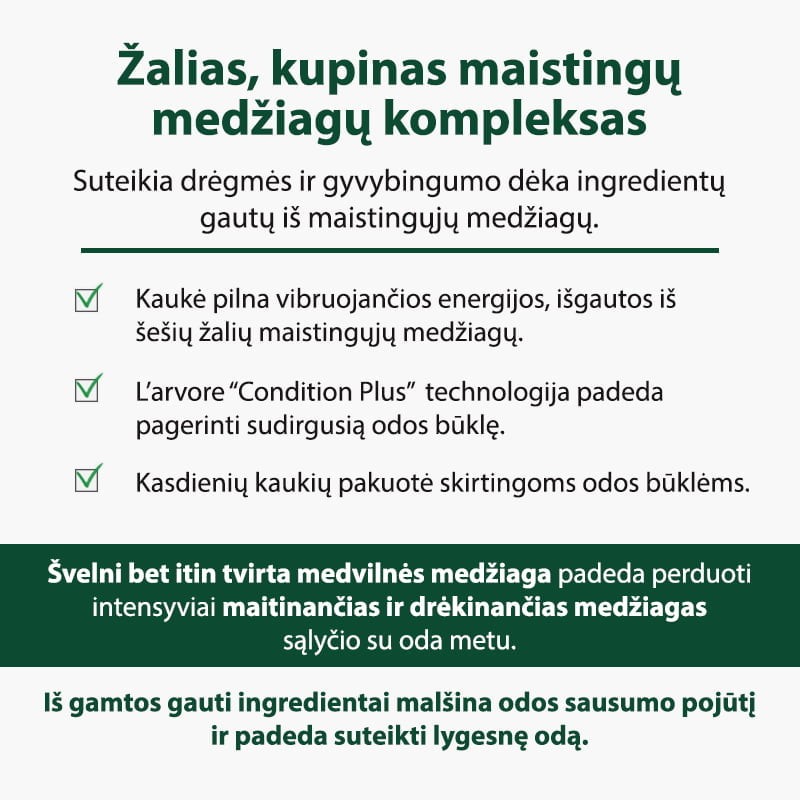 Žalias, kupinas maistingų
medžiagų kompleksas
Suteikia drėgmės ir gyvybingumo dėka ingredientų
gautų iš maistingųjų medžiagų.
Kaukė pilna vibruojančios energijos, išgautos iš
šešių žalių maistingųjų medžiagų.
L’arvore “Condition Plus” technologija padeda
pagerinti sudirgusią odos būklę.
Kasdienių kaukių pakuotė skirtingoms odos būklėms.
Švelni bet itin tvirta medvilnės medžiaga padeda perduoti
intensyviai maitinančias ir drėkinančias medžiagas
sąlyčio su oda metu.
Iš gamtos gauti ingredientai malšina odos sausumo pojūtį
ir padeda suteikti lygesnę odą.